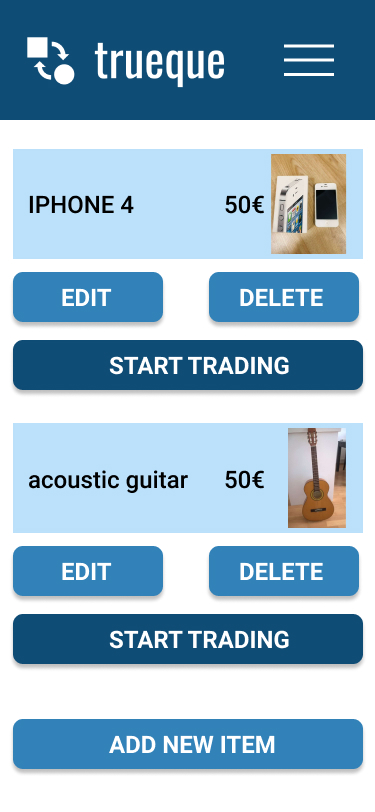 trueque
IPHONE 4 50€
EDIT DELETE
START TRADING
acoustic guitar 50€
EDIT DELETE
START TRADING
ADD NEW ITEM